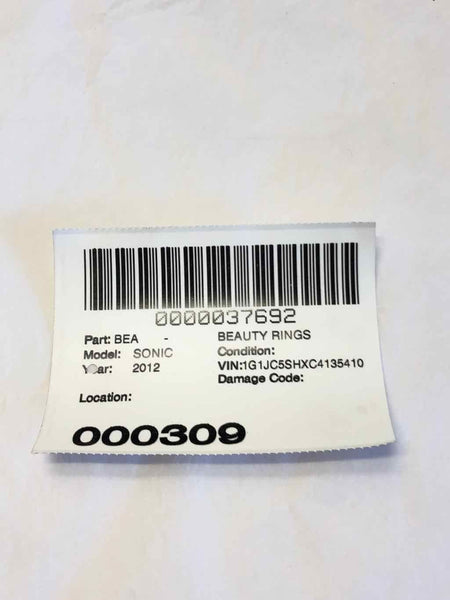 0000037692
Part: BEA - BEAUTY RINGS
Model: SONIC Condition:
Year: 2012 VIN:1G1JC5SHXC4135410
Damage Code:
Location:
000309